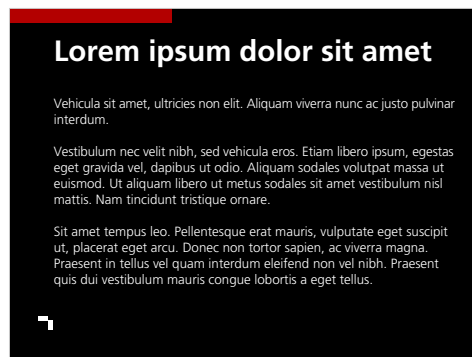 Lorem ipsum dolor sit amet
Vehicula sit amet, ultricies non elit. Aliquam viverra nunc ac justo pulvinar
interdum.
Vestibulum nec velit nibh, sed vehicula eros. Etiam libero ipsum, egestas
eget gravida vel, dapibus ut odio. Aliquam sodales volutpat massa ut
euismod. Ut aliquam libero ut metus sodales sit amet vestibulum nisl
mattis. Nam tincidunt tristique ornare.
Sit amet tempus leo. Pellentesque erat mauris, vulputate eget suscipit
ut, placerat eget arcu. Donec non tortor sapien, ac viverra magna.
Praesent in tellus vel quam interdum eleifend non vel nibh. Praesent
quis dui vestibulum mauris congue lobortis a eget tellus.